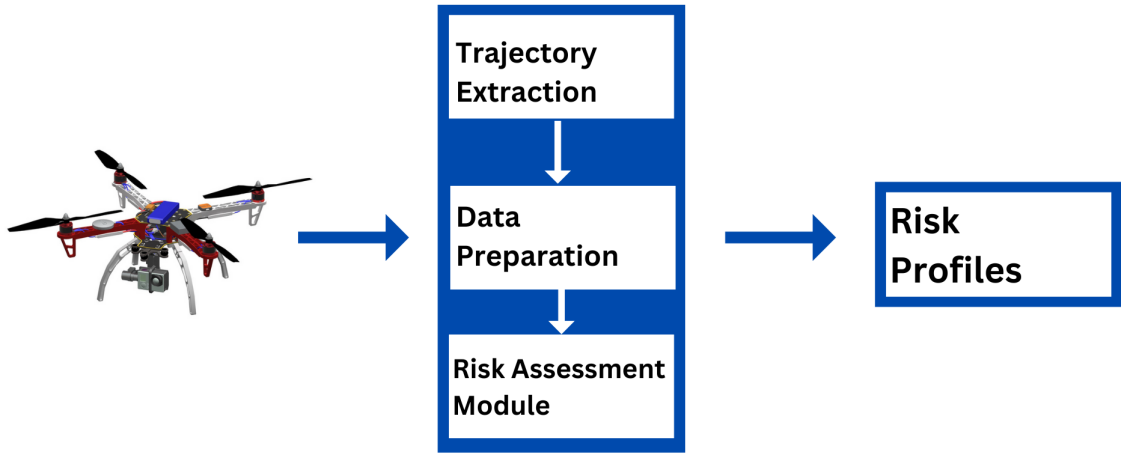 Trajectory
Extraction
Data
Preparation
Risk Assessment
Module
Risk
Profiles